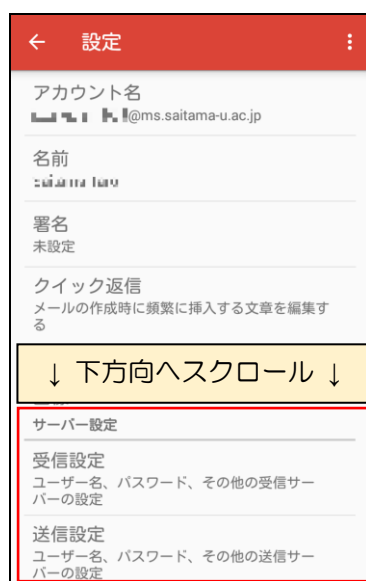 ← 設定
アカウント名
@ms.saitama-u.ac.jp
名前
署名
未設定
クイック返信
メールの作成時に頻繁に挿入する文章を編集す
る
↓ 下方向へスクロール ↓
サーバー設定
受信設定
ユーザー名、パスワード、その他の受信サー
バーの設定
送信設定
ユーザー名、パスワード、その他の送信サー
バーの設定